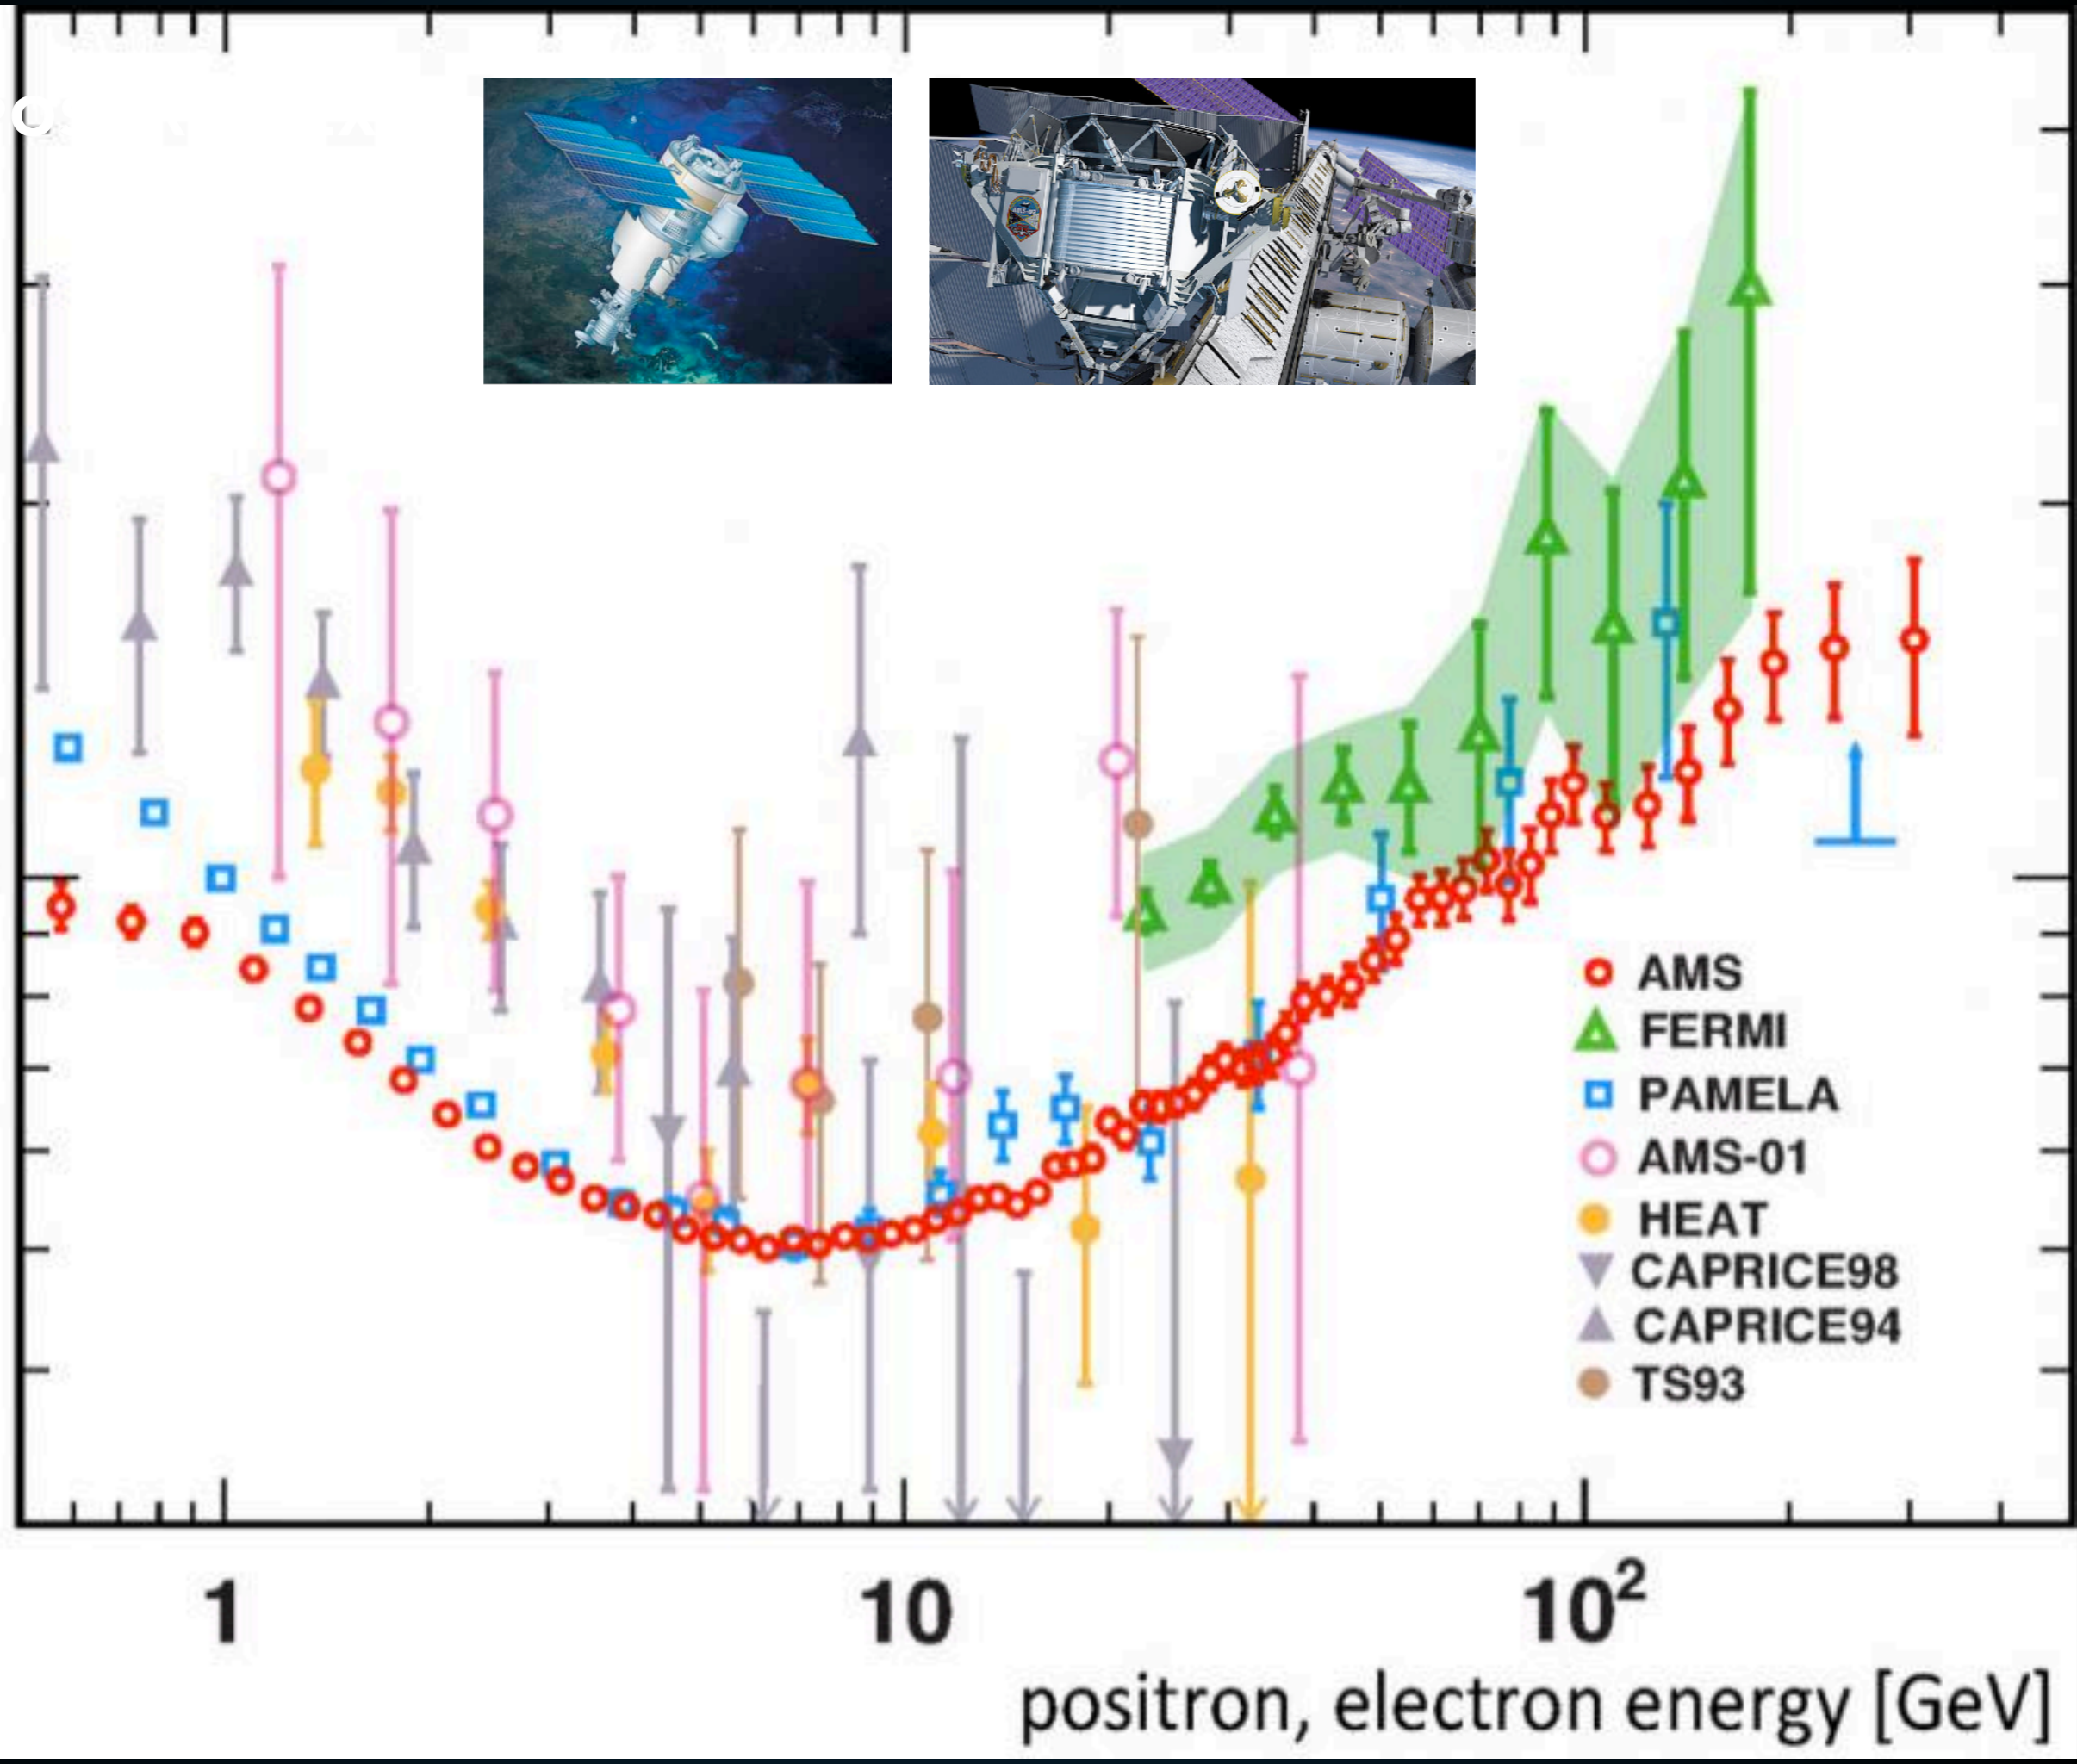 AMS
FERMI
PAMELA
AMS-01
HEAT
CAPRICE98
CAPRICE94
TS93
1 10 10²
positron, electron energy [GeV]